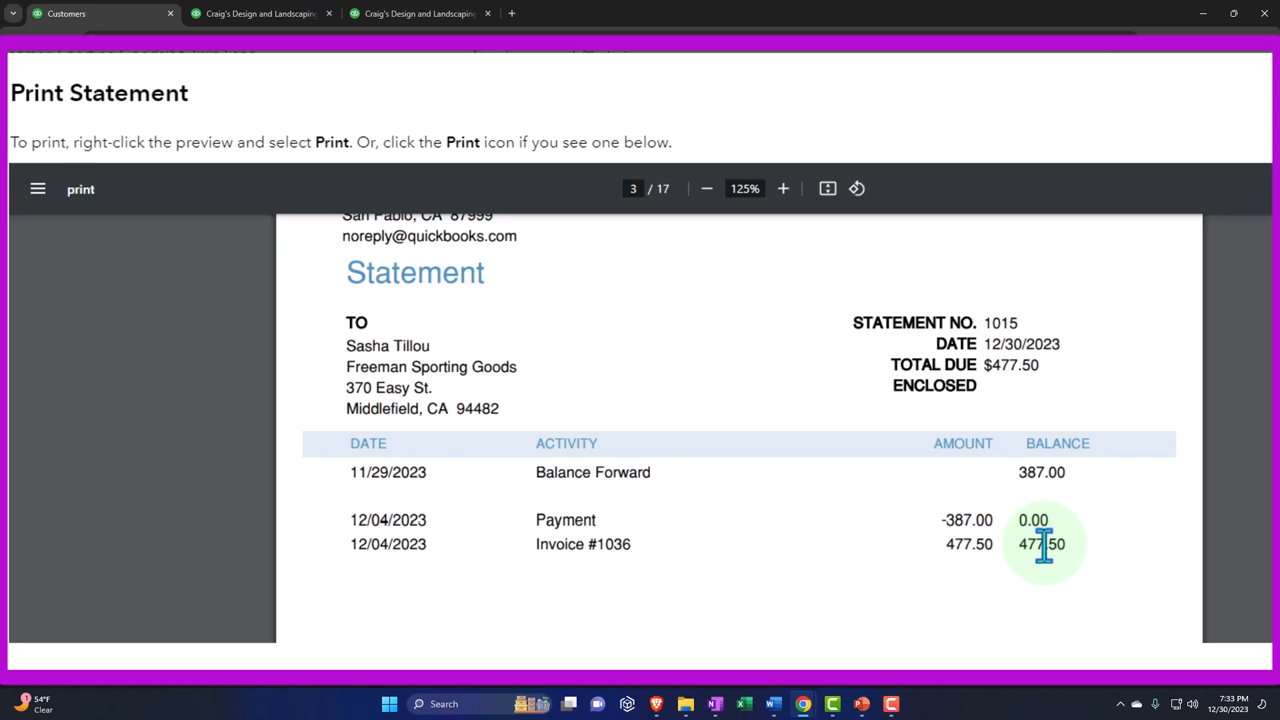 Customers
Craig's Design and Landscaping
Craig's Design and Landscaping
Print Statement
To print, right-click the preview and select Print. Or, click the Print icon if you see one below.
print
3 / 17
125%
San Pablo, CA 87999
noreply@quickbooks.com
Statement
TO
Sasha Tillou
Freeman Sporting Goods
370 Easy St.
Middlefield, CA 94482
STATEMENT NO. 1015
DATE 12/30/2023
TOTAL DUE $477.50
ENCLOSED
DATE ACTIVITY AMOUNT BALANCE
11/29/2023 Balance Forward 387.00
12/04/2023 Payment -387.00 0.00
12/04/2023 Invoice #1036 477.50 477.50
1
54°F
Clear
Search
7:33 PM
12/30/2023